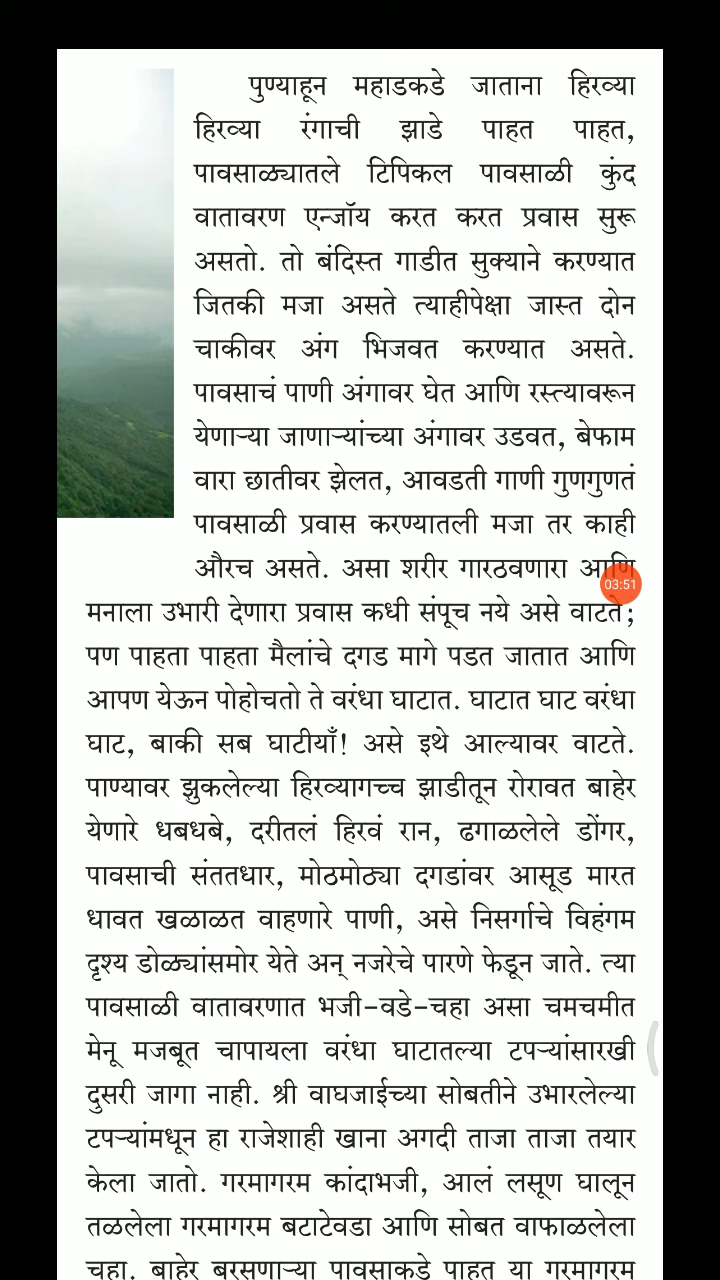 पुण्याहून महाडकडे जाताना हिरव्या
हिरव्या रंगाची झाडे पाहत पाहत,
पावसाळ्यातले टिपिकल पावसाळी कुंद
वातावरण एन्जॉय करत करत प्रवास सुरू
असतो. तो बंदिस्त गाडीत सुक्याने करण्यात
जितकी मजा असते त्याहीपेक्षा जास्त दोन
चाकीवर अंग भिजवत करण्यात असते.
पावसाचं पाणी अंगावर घेत आणि रस्त्यावरून
येणाऱ्या जाणाऱ्यांच्या अंगावर उडवत, बेफाम
वारा छातीवर झेलत, आवडती गाणी गुणगुणतं
पावसाळी प्रवास करण्यातली मजा तर काही
औरच असते. असा शरीर गारठवणारा आणि
03:51
मनाला उभारी देणारा प्रवास कधी संपूच नये असे वाटते;
पण पाहता पाहता मैलांचे दगड मागे पडत जातात आणि
आपण येऊन पोहोचतो ते वरंधा घाटात. घाटात घाट वरंधा
घाट, बाकी सब घाटीयाँ! असे इथे आल्यावर वाटते.
पाण्यावर झुकलेल्या हिरव्यागच्च झाडीतून रोरावत बाहेर
येणारे धबधबे, दरीतलं हिरवं रान, ढगाळलेले डोंगर,
पावसाची संततधार, मोठमोठ्या दगडांवर आसूड मारत
धावत खळाळत वाहणारे पाणी, असे निसर्गाचे विहंगम
दृश्य डोळ्यांसमोर येते अन् नजरेचे पारणे फेडून जाते. त्या
पावसाळी वातावरणात भजी-वडे-चहा असा चमचमीत
मेनू मजबूत चापायला वरंधा घाटातल्या टपऱ्यांसारखी
दुसरी जागा नाही. श्री वाघजाईच्या सोबतीने उभारलेल्या
टपऱ्यांमधून हा राजेशाही खाना अगदी ताजा ताजा तयार
केला जातो. गरमागरम कांदाभजी, आलं लसूण घालून
तळलेला गरमागरम बटाटेवडा आणि सोबत वाफाळलेला
चहा. बाहेर बरसणाऱ्या पावसाकडे पाहत या गरमागरम